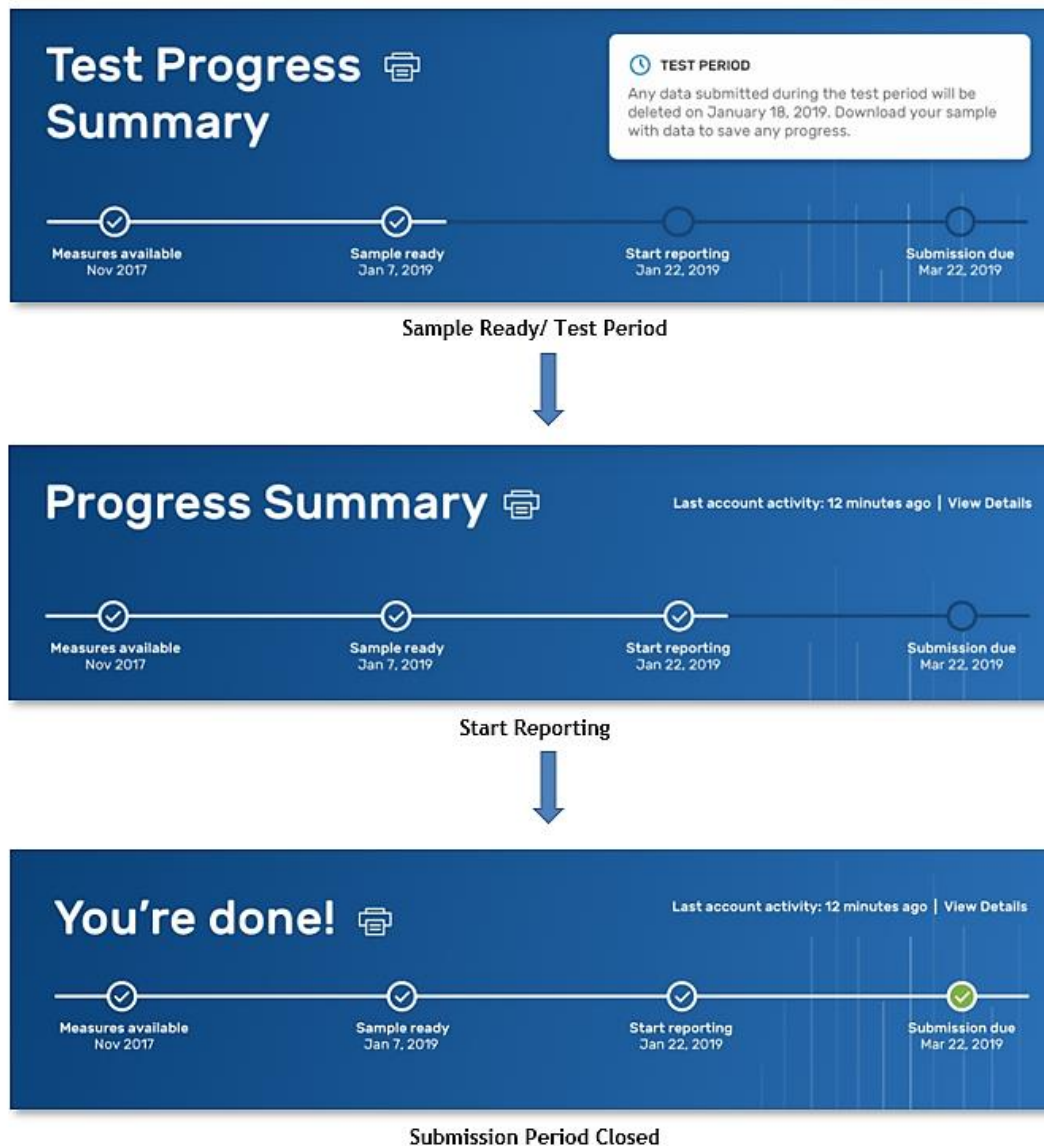 Test Progress
Summary
TEST PERIOD
Any data submitted during the test period will be
deleted on January 18, 2019. Download your sample
with data to save any progress.
Measures available
Nov 2017
Sample ready
Jan 7, 2019
Start reporting
Jan 22, 2019
Submission due
Mar 22, 2019
Sample Ready/ Test Period
Progress Summary
Last account activity: 12 minutes ago | View Details
Measures available
Nov 2017
Sample ready
Jan 7, 2019
Start reporting
Jan 22, 2019
Submission due
Mar 22, 2019
Start Reporting
You're done!
Last account activity: 12 minutes ago | View Details
Measures available
Nov 2017
Sample ready
Jan 7, 2019
Start reporting
Jan 22, 2019
Submission due
Mar 22, 2019
Submission Period Closed